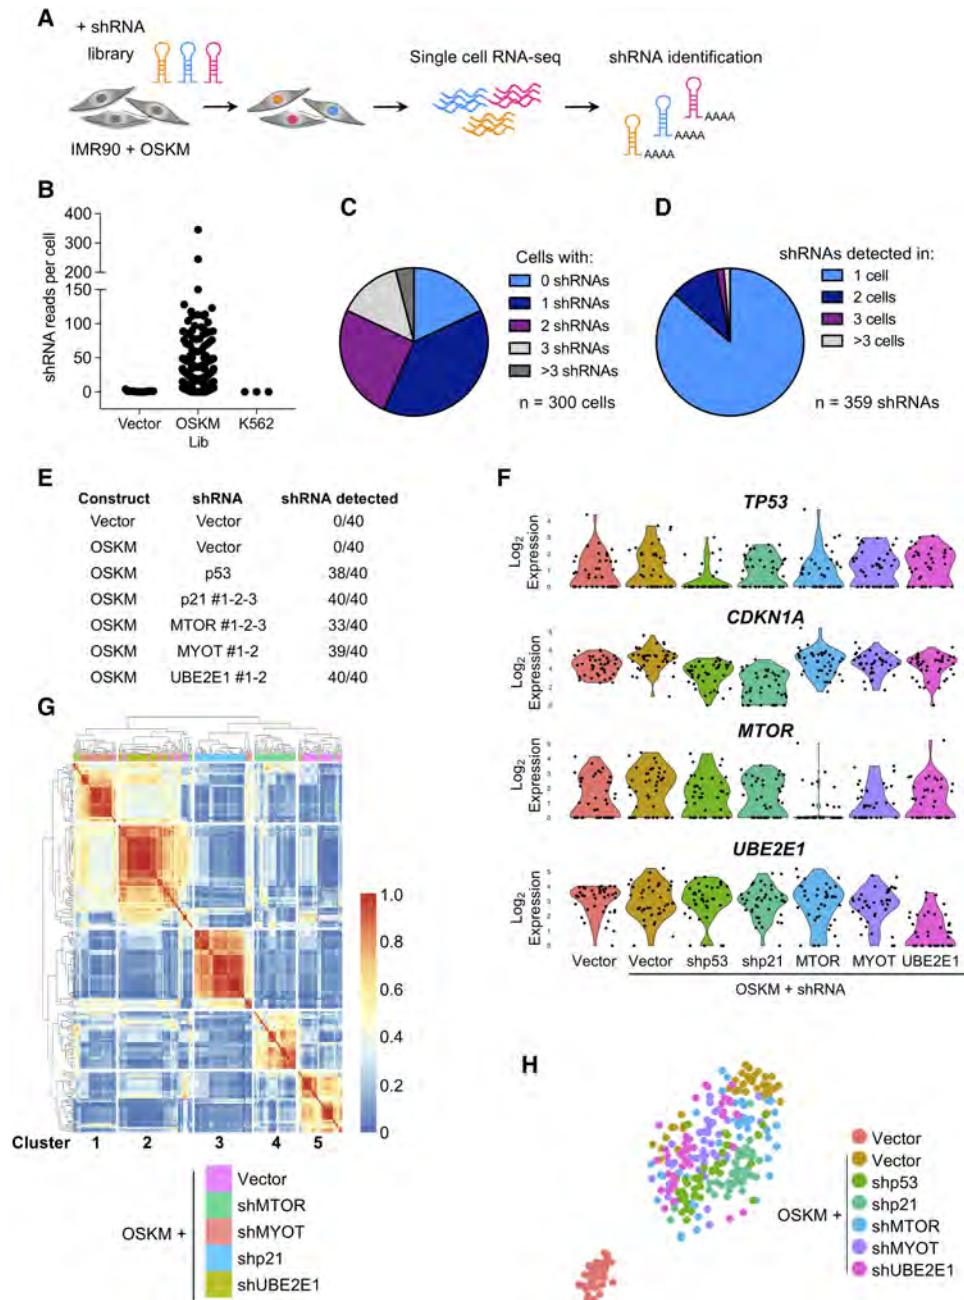 A
+ shRNA
library
IMR90 + OSKM
Single cell RNA-seq
shRNA identification
AAAA
AAAA
AAAA
B
shRNA reads per cell
400
300
200
150
100
50
0
Vector
OSKM
Lib
K562
C
Cells with:
0 shRNAs
1 shRNAs
2 shRNAs
3 shRNAs
>3 shRNAs
n = 300 cells
D
shRNAs detected in:
1 cell
2 cells
3 cells
>3 cells
n = 359 shRNAs
E
Construct shRNA shRNA detected
Vector Vector 0/40
OSKM Vector 0/40
OSKM p53 38/40
OSKM p21 #1-2-3 40/40
OSKM MTOR #1-2-3 33/40
OSKM MYOT #1-2 39/40
OSKM UBE2E1 #1-2 40/40
F
TP53
Log2
Expression
CDKN1A
Log2
Expression
MTOR
Log2
Expression
UBE2E1
Log2
Expression
Vector Vector shp53 shp21 MTOR MYOT UBE2E1
OSKM + shRNA
G
1.0
0.8
0.6
0.4
0.2
0
Cluster 1 2 3 4 5
OSKM +
Vector
shMTOR
shMYOT
shp21
shUBE2E1
H
Vector
OSKM +
Vector
shp53
shp21
shMTOR
shMYOT
shUBE2E1